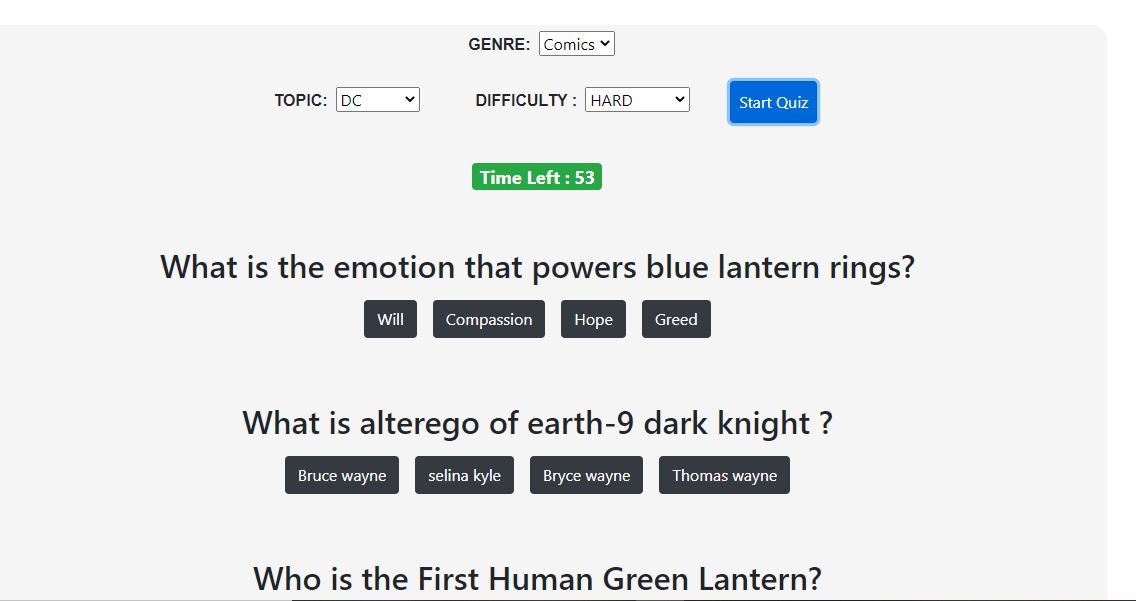 GENRE: Comics
TOPIC: DC DIFFICULTY : HARD Start Quiz
Time Left : 53
What is the emotion that powers blue lantern rings?
Will Compassion Hope Greed
What is alterego of earth-9 dark knight ?
Bruce wayne selina kyle Bryce wayne Thomas wayne
Who is the First Human Green Lantern?